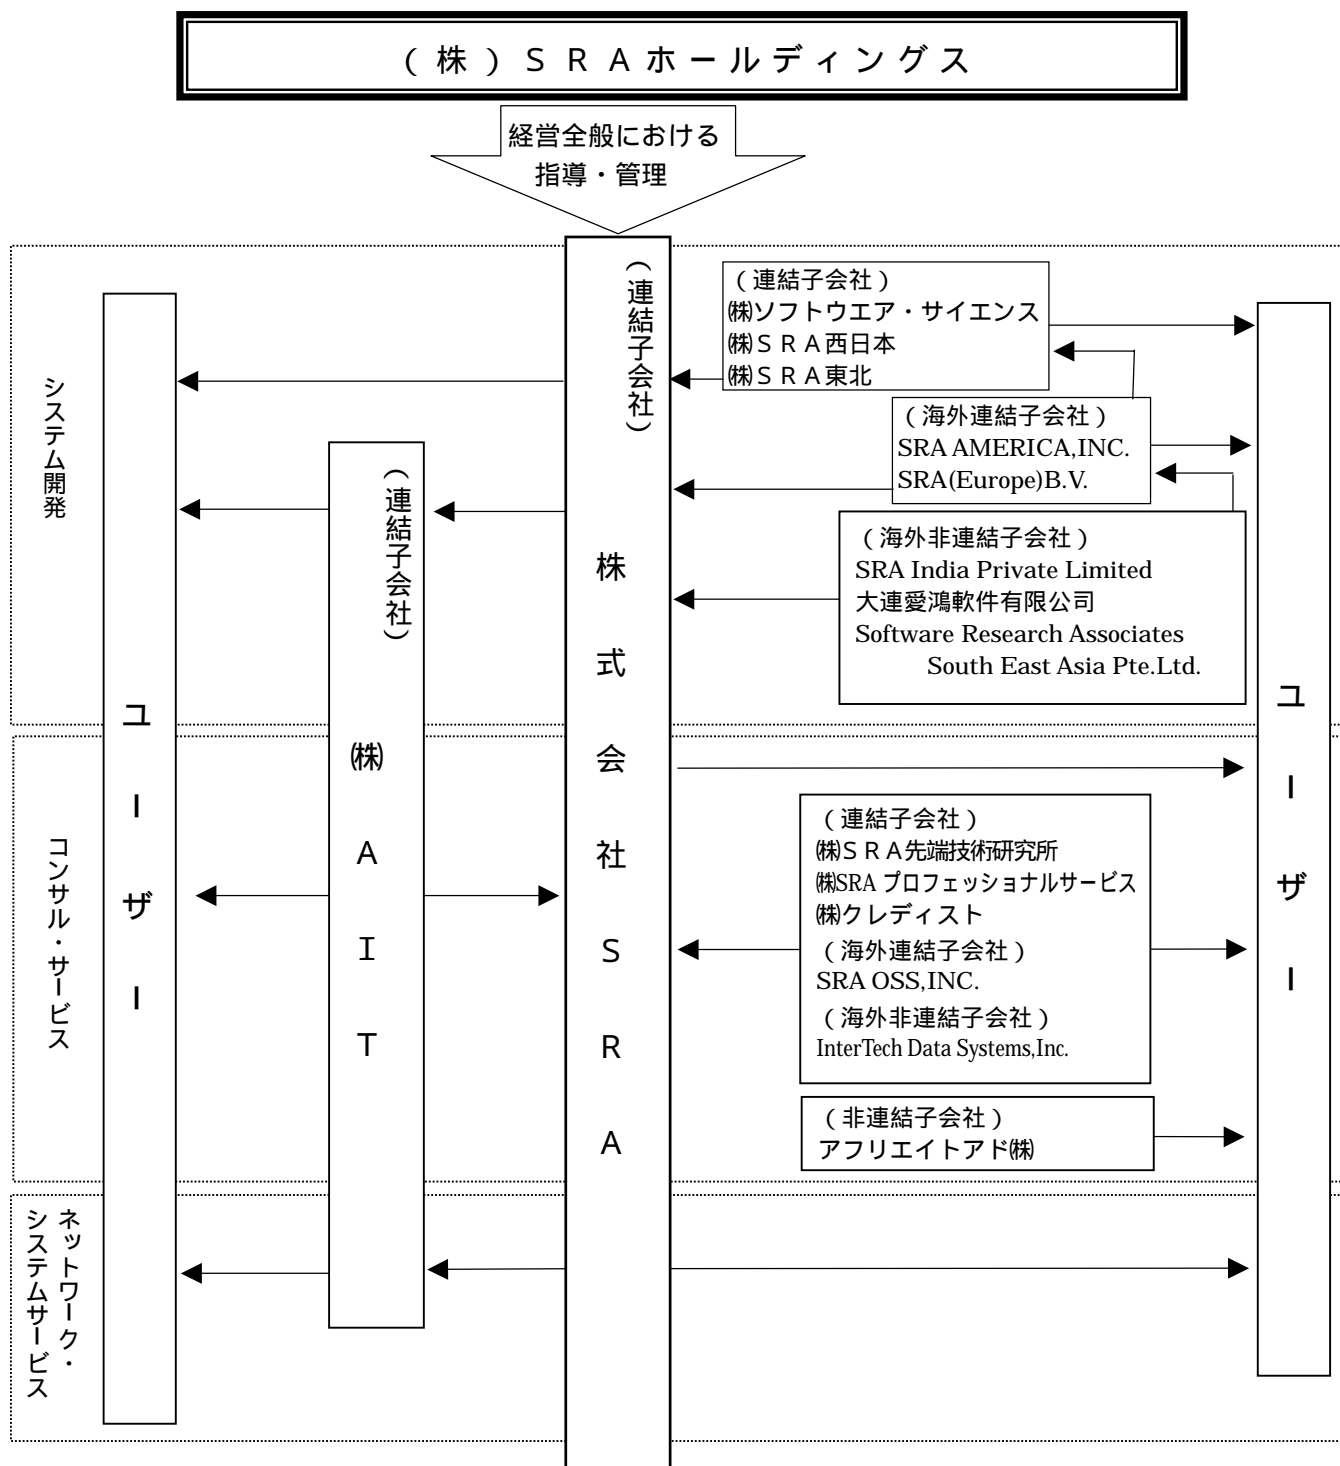 (株)SRAホールディングス
経営全般における
指導・管理
システム開発
ユーザー
(連結子会社)
㈱AIT
(連結子会社)
株式会社SRA
(連結子会社)
㈱ソフトウエア・サイエンス
㈱SRA西日本
㈱SRA東北
(海外連結子会社)
SRA AMERICA,INC.
SRA(Europe)B.V.
(海外非連結子会社)
SRA India Private Limited
大連愛鴻軟件有限公司
Software Research Associates
South East Asia Pte.Ltd.
ユーザー
コンサル・サービス
(連結子会社)
㈱SRA先端技術研究所
㈱SRAプロフェッショナルサービス
㈱クレディスト
(海外連結子会社)
SRA OSS,INC.
(海外非連結子会社)
InterTech Data Systems,Inc.
(非連結子会社)
アフリエイトアド㈱
ネットワーク・
システムサービス